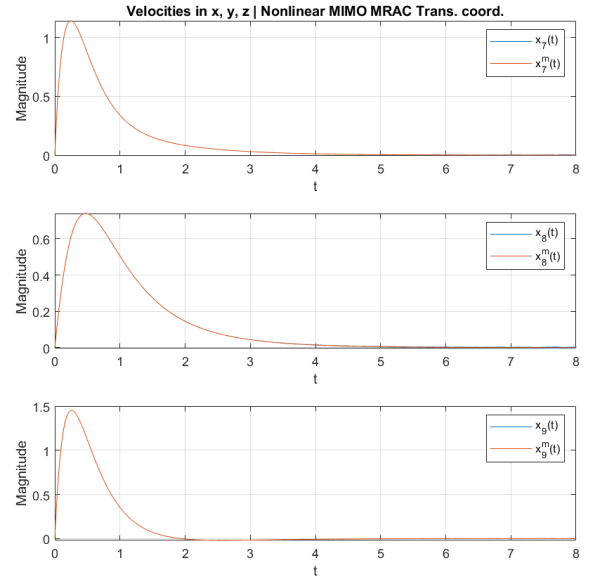 Velocities in x, y, z | Nonlinear MIMO MRAC Trans. coord.
1
0.5
0
Magnitude
x7(t)
x7^m(t)
0 1 2 3 4 5 6 7 8
t
0.6
0.4
0.2
0
Magnitude
x8(t)
x8^m(t)
0 1 2 3 4 5 6 7 8
t
1.5
1
0.5
0
Magnitude
x9(t)
x9^m(t)
0 1 2 3 4 5 6 7 8
t